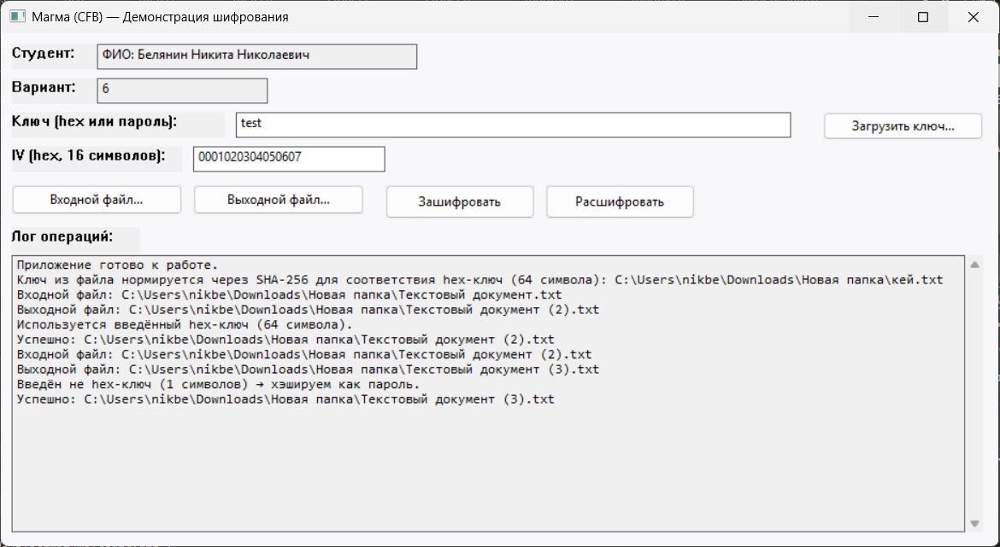 Магма (CFB) — Демонстрация шифрования
Студент: ФИО: Белянин Никита Николаевич
Вариант: 6
Ключ (hex или пароль): test Загрузить ключ...
IV (hex, 16 символов): 0001020304050607
Входной файл... Выходной файл... Зашифровать Расшифровать
Лог операций:
Приложение готово к работе.
Ключ из файла нормируется через SHA-256 для соответствия hex-ключ (64 символа): C:\Users\nikbe\Downloads\Новая папка\кей.txt
Входной файл: C:\Users\nikbe\Downloads\Новая папка\Текстовый документ.txt
Выходной файл: C:\Users\nikbe\Downloads\Новая папка\Текстовый документ (2).txt
Используется введённый hex-ключ (64 символа).
Успешно: C:\Users\nikbe\Downloads\Новая папка\Текстовый документ (2).txt
Входной файл: C:\Users\nikbe\Downloads\Новая папка\Текстовый документ (2).txt
Выходной файл: C:\Users\nikbe\Downloads\Новая папка\Текстовый документ (3).txt
Введён не hex-ключ (1 символов) → хэшируем как пароль.
Успешно: C:\Users\nikbe\Downloads\Новая папка\Текстовый документ (3).txt